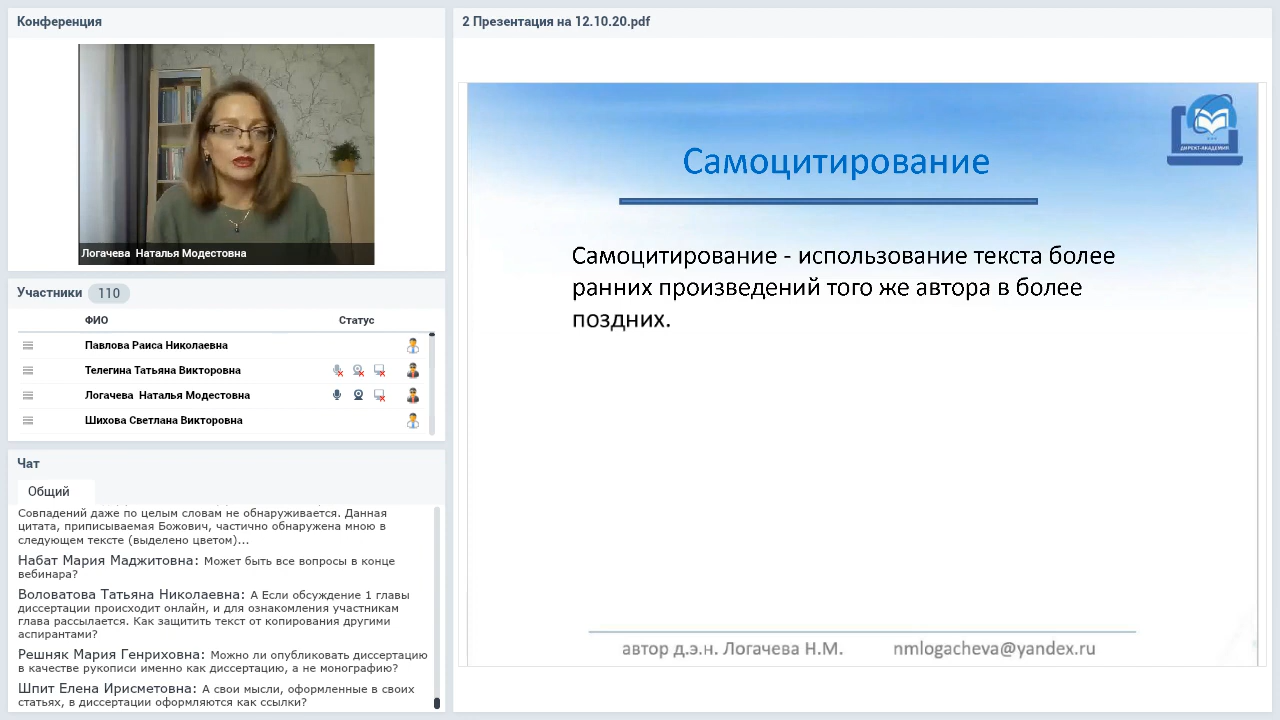 Конференция
Логачева  Наталья Модестовна
Участники 110
ФИО Статус
Павлова Раиса Николаевна
Телегина Татьяна Викторовна
Логачева  Наталья Модестовна
Шихова Светлана Викторовна
Чат
Общий
Совпадений даже по целым словам не обнаруживается. Данная
цитата, приписываемая Божович, частично обнаружена мною в
следующем тексте (выделено цветом)...
Набат Мария Маджитовна: Может быть все вопросы в конце
вебинара?
Воловатова Татьяна Николаевна: А Если обсуждение 1 главы
диссертации происходит онлайн, и для ознакомления участникам
глава рассылается. Как защитить текст от копирования другими
аспирантами?
Решняк Мария Генриховна: Можно ли опубликовать диссертацию
в качестве рукописи именно как диссертацию, а не монографию?
Шпит Елена Ирисметовна: А свои мысли, оформленные в своих
статьях, в диссертации оформляются как ссылки?
2 Презентация на 12.10.20.pdf
ДИРЕКТ-АКАДЕМИЯ
Самоцитирование
Самоцитирование - использование текста более
ранних произведений того же автора в более
поздних.
автор д.э.н. Логачева Н.М. nmlogacheva@yandex.ru